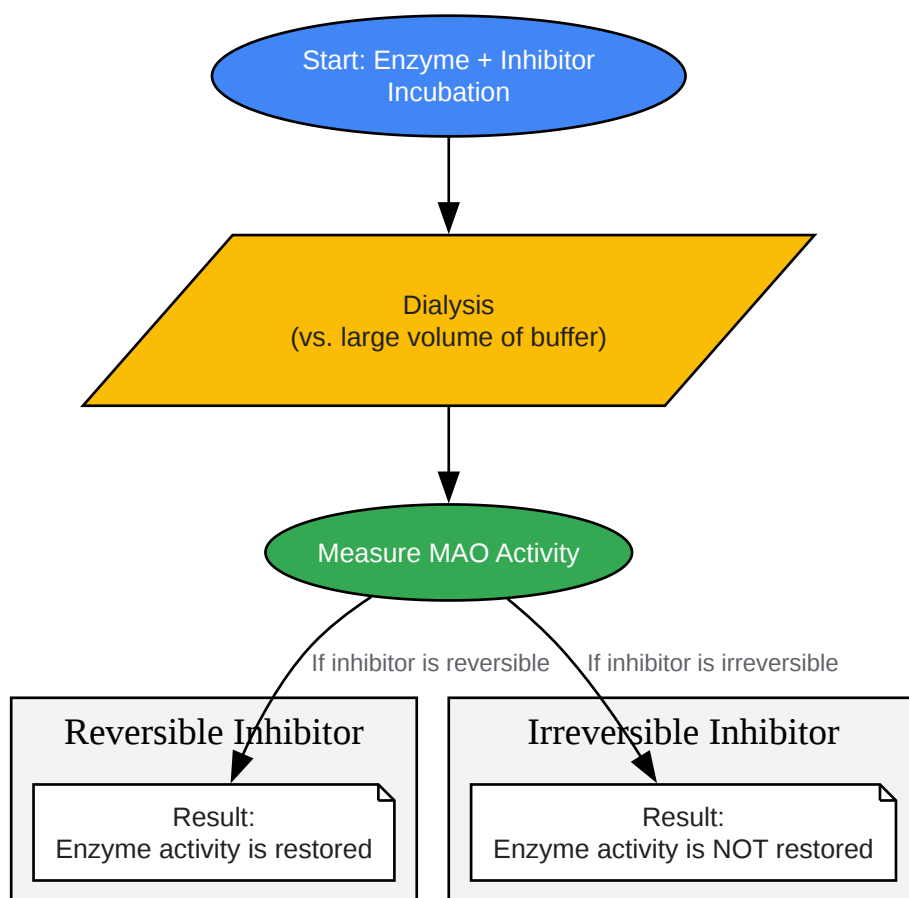 Start: Enzyme + Inhibitor
Incubation
Dialysis
(vs. large volume of buffer)
Measure MAO Activity
If inhibitor is reversible
If inhibitor is irreversible
Reversible Inhibitor
Result:
Enzyme activity is restored
Irreversible Inhibitor
Result:
Enzyme activity is NOT restored